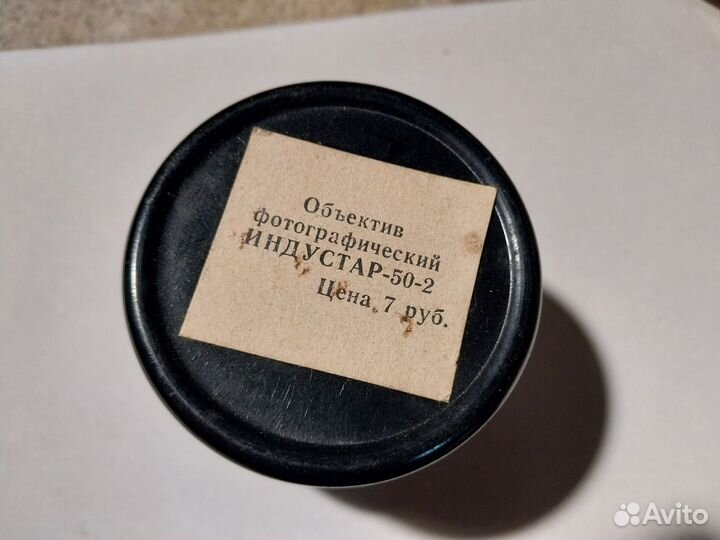 Объектив
фотографический
ИНДУСТАР-50-2
Цена 7 руб.
Avito